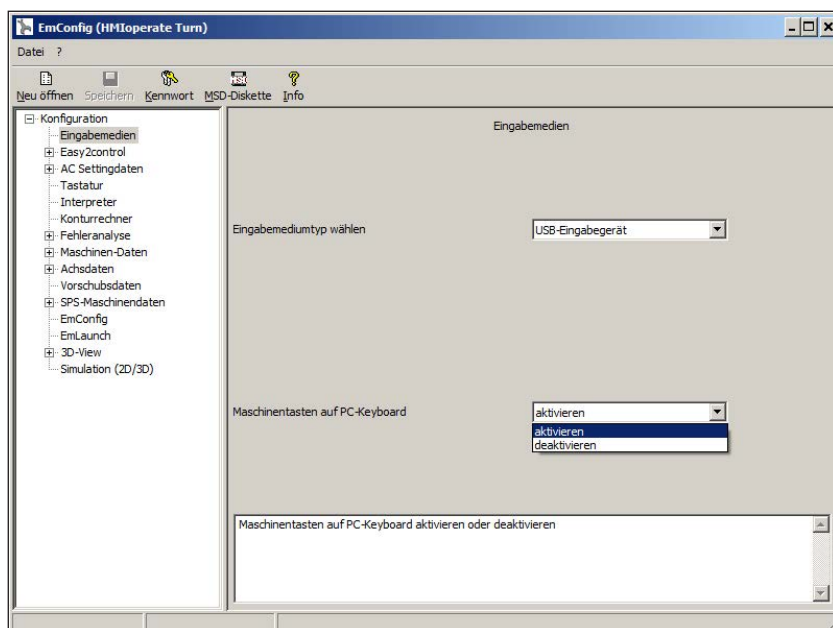 EmConfig (HMIoperate Turn)
Datei ?
Neu öffnen Speichern Kennwort MSD-Diskette Info
Konfiguration
Eingabemedien
Easy2control
AC Settingdaten
Tastatur
Interpreter
Konturrechner
Fehleranalyse
Maschinen-Daten
Achsdaten
Vorschubsdaten
SPS-Maschinendaten
EmConfig
EmLaunch
3D-View
Simulation (2D/3D)
Eingabemedien
Eingabemediumtyp wählen USB-Eingabegerät
Maschinentasten auf PC-Keyboard aktivieren
aktivieren
deaktivieren
Maschinentasten auf PC-Keyboard aktivieren oder deaktivieren